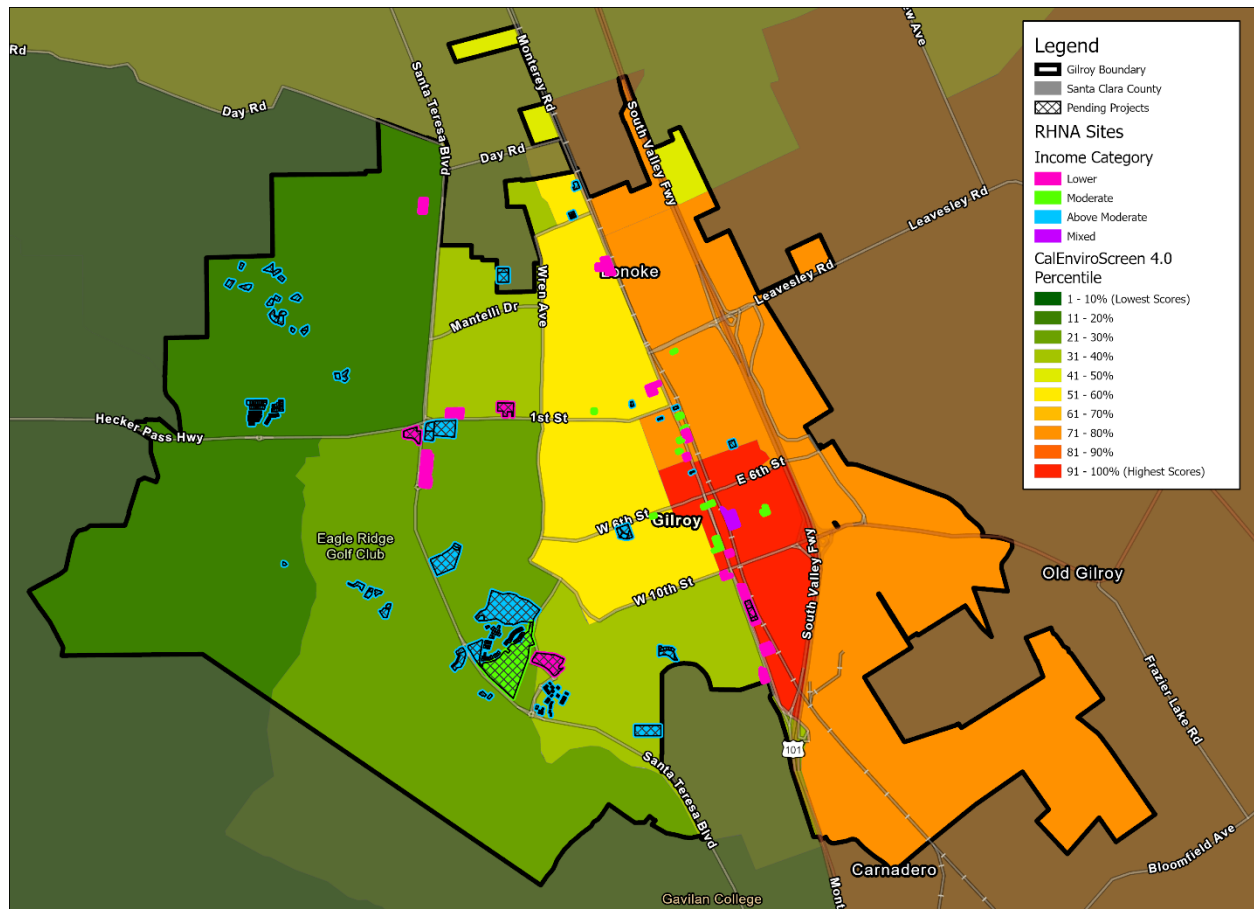 Rd
Day Rd
Santa Teresa Blvd
Monterey Rd
South Valley Fwy
ew Ave
Day Rd
Leavesley Rd
Wren Ave
Lonoke
Leavesley Rd
Mantelli Dr
Hecker Pass Hwy
1st St
E 6th St
W 6th St
Gilroy
Eagle Ridge
Golf Club
W 10th St
South Valley Fwy
Old Gilroy
Frazier Lake Rd
Santa Teresa Blvd
101
Carnadero
Bloomfield Ave
Mont
Gavilan College
Legend
Gilroy Boundary
Santa Clara County
Pending Projects
RHNA Sites
Income Category
Lower
Moderate
Above Moderate
Mixed
CalEnviroScreen 4.0
Percentile
1 - 10% (Lowest Scores)
11 - 20%
21 - 30%
31 - 40%
41 - 50%
51 - 60%
61 - 70%
71 - 80%
81 - 90%
91 - 100% (Highest Scores)